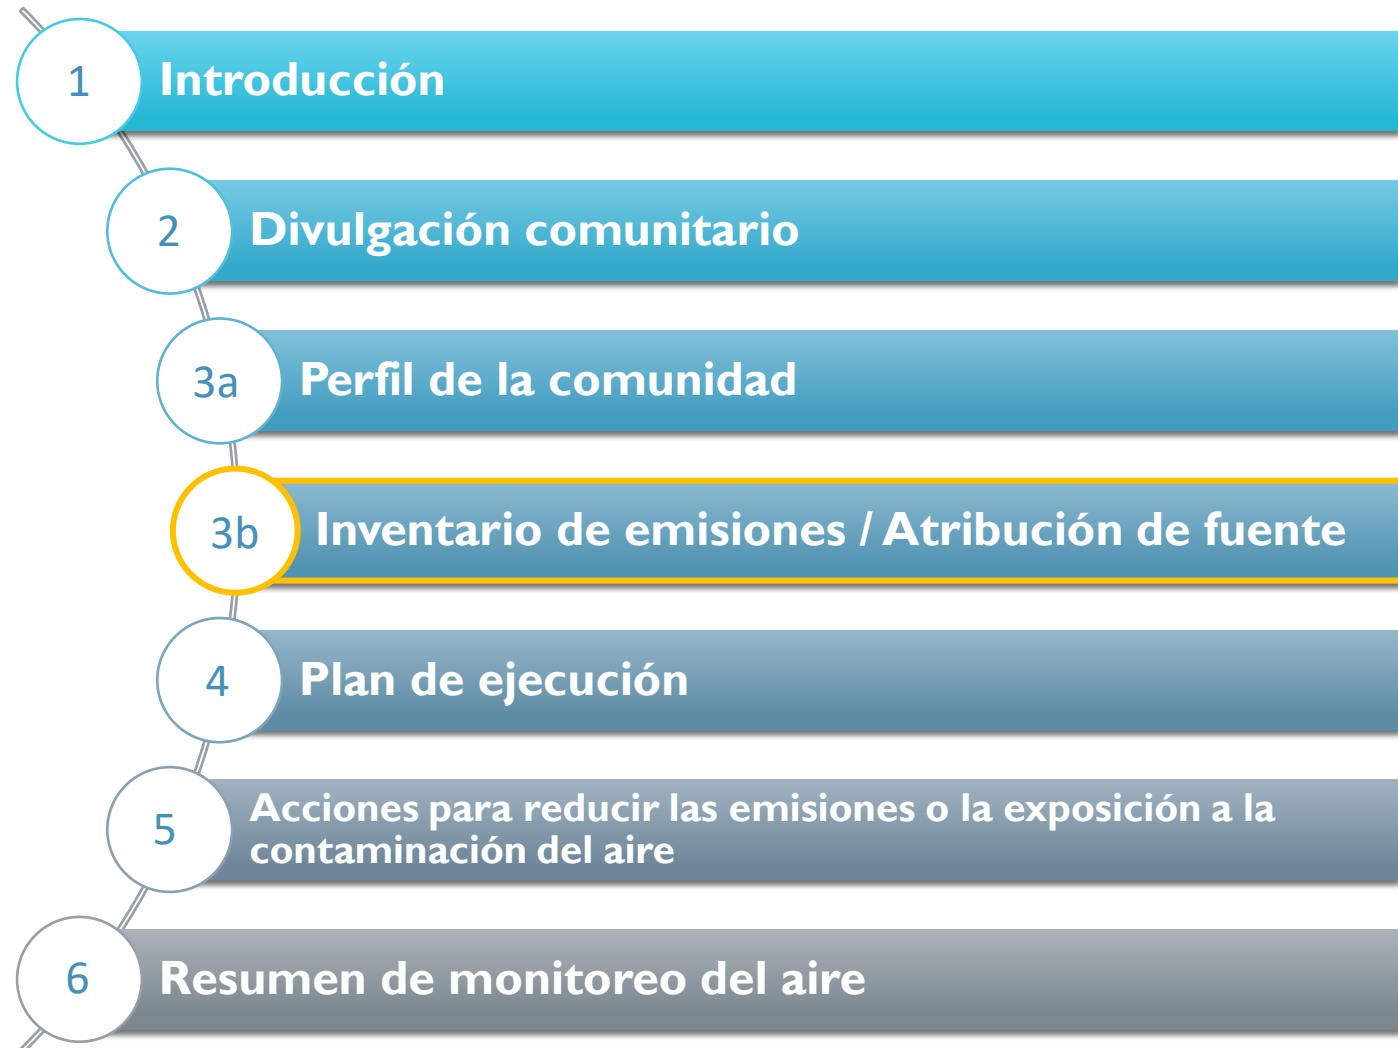 1 Introducción
2 Divulgación comunitario
3a Perfil de la comunidad
3b Inventario de emisiones / Atribución de fuente
4 Plan de ejecución
5 Acciones para reducir las emisiones o la exposición a la
contaminación del aire
6 Resumen de monitoreo del aire